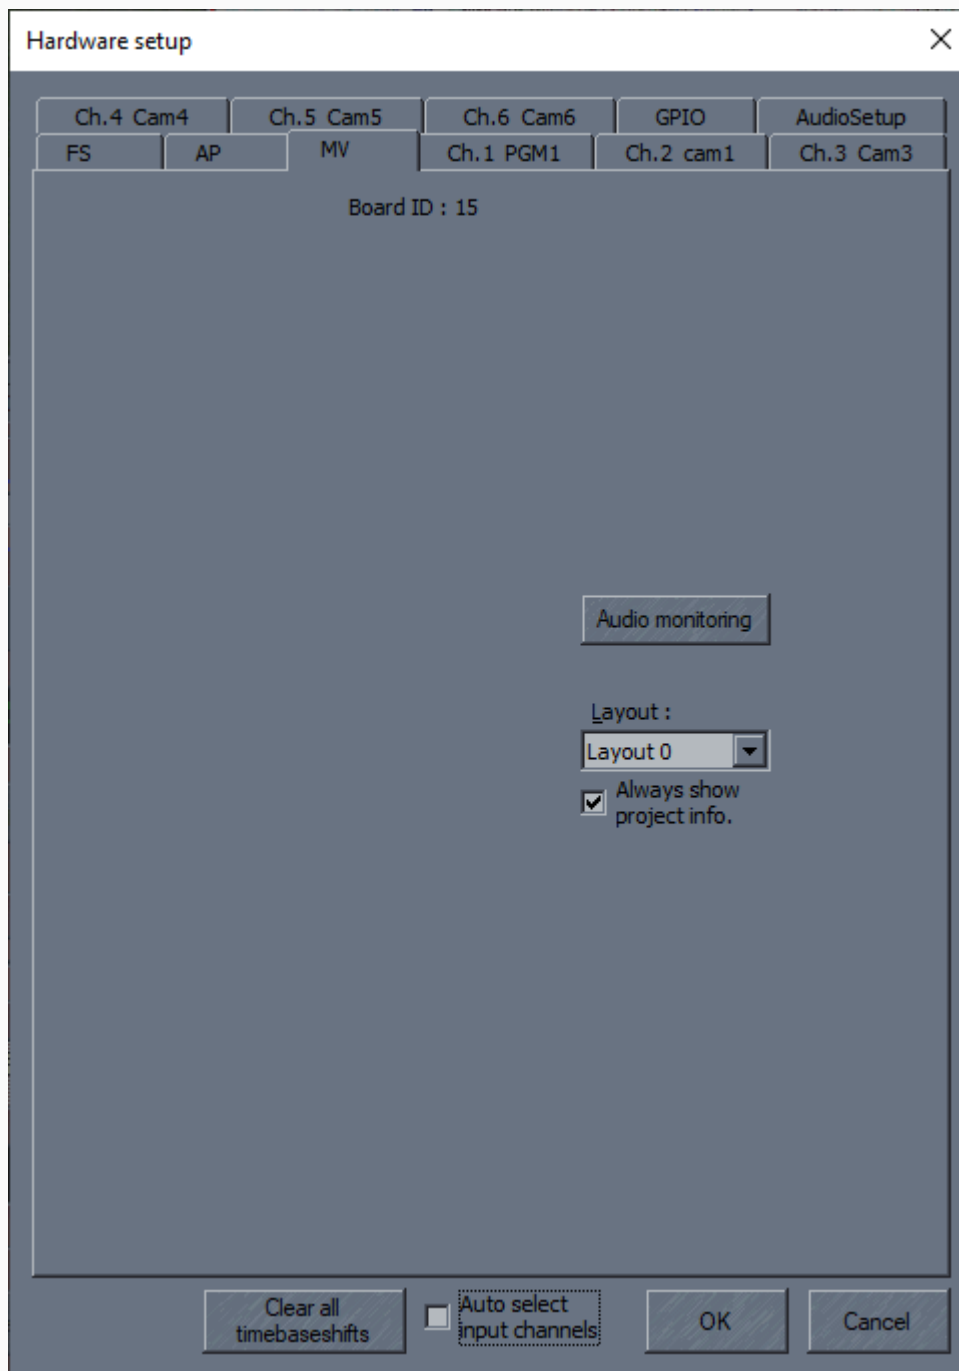 Hardware setup
Ch.4 Cam4 Ch.5 Cam5 Ch.6 Cam6 GPIO AudioSetup
FS AP MV Ch.1 PGM1 Ch.2 cam1 Ch.3 Cam3
Board ID : 15
Audio monitoring
Layout :
Layout 0
Always show
project info.
Clear all
timebaseshifts
Auto select
input channels
OK
Cancel